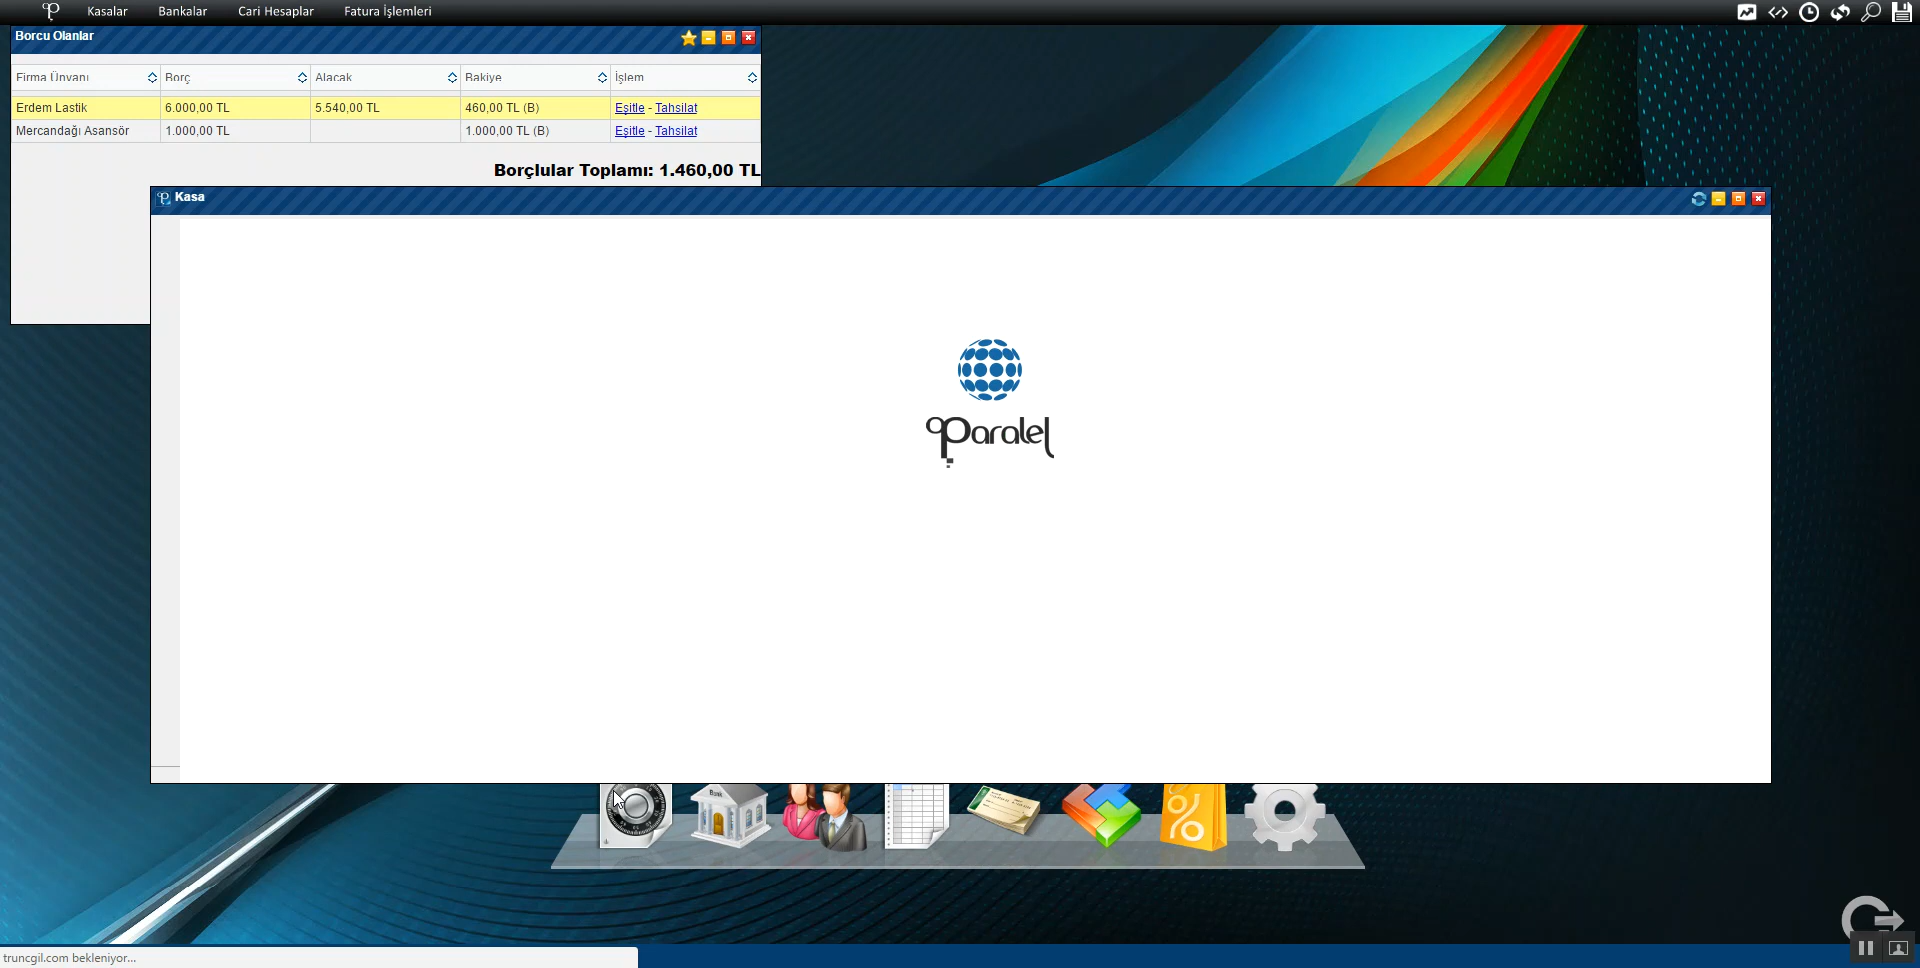 Kasalar Bankalar Cari Hesaplar Fatura İşlemleri
Borcu Olanlar
Firma Ünvanı Borç Alacak Bakiye İşlem
Erdem Lastik 6.000,00 TL 5.540,00 TL 460,00 TL (B) Eşitle - Tahsilat
Mercandağı Asansör 1.000,00 TL 1.000,00 TL (B) Eşitle - Tahsilat
Borçlular Toplamı: 1.460,00 TL
Kasa
Paralel
Bank
%
truncgil.com bekleniyor...